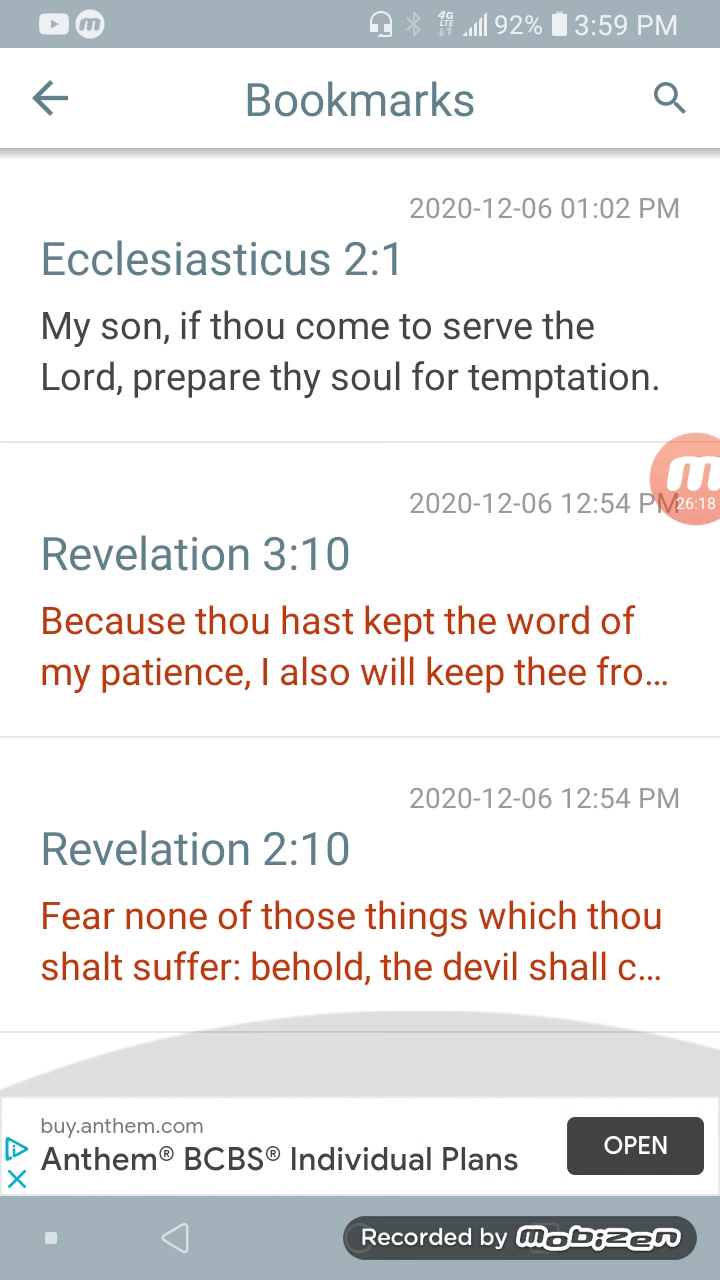 4G LTE 92% 3:59 PM
Bookmarks
2020-12-06 01:02 PM
Ecclesiasticus 2:1
My son, if thou come to serve the
Lord, prepare thy soul for temptation.
2020-12-06 12:54 PM
26:18
Revelation 3:10
Because thou hast kept the word of
my patience, I also will keep thee fro...
2020-12-06 12:54 PM
Revelation 2:10
Fear none of those things which thou
shalt suffer: behold, the devil shall c...
buy.anthem.com
Anthem® BCBS® Individual Plans
OPEN
Recorded by mobizen